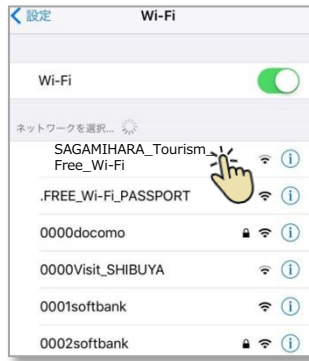 設定
Wi-Fi
Wi-Fi
ネットワークを選択...
SAGAMIHARA_Tourism_
Free_Wi-Fi
.FREE_Wi-Fi_PASSPORT
0000docomo
0000Visit_SHIBUYA
0001softbank
0002softbank